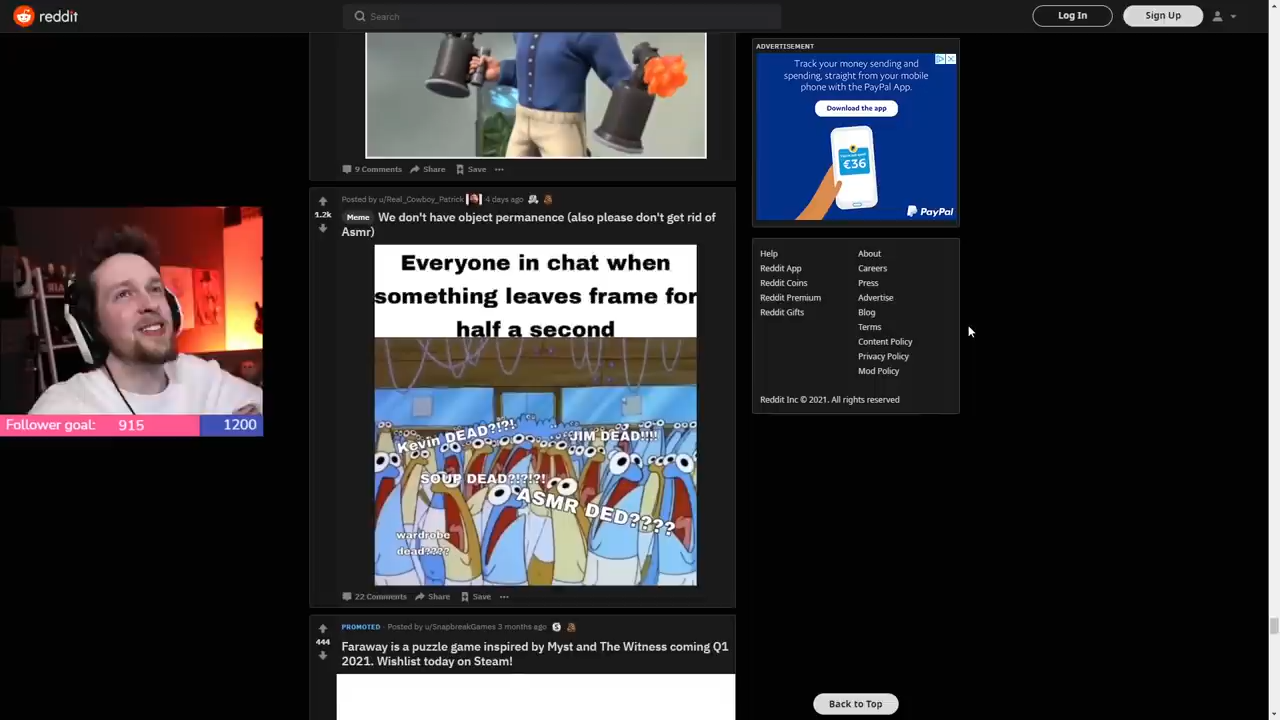 reddit
Search
Log In
Sign Up
9 Comments
Share
Save
1.2k
Posted by u/Real_Cowboy_Patrick
4 days ago
Meme
We don't have object permanence (also please don't get rid of
Asmr)
Everyone in chat when
something leaves frame for
half a second
Kevin DEAD?!?!
JIM DEAD!!!!
SOUP DEAD?!?!?!
ASMR DED????
wardrobe
dead????
22 Comments
Share
Save
444
PROMOTED · Posted by u/SnapbreakGames 3 months ago
Faraway is a puzzle game inspired by Myst and The Witness coming Q1
2021. Wishlist today on Steam!
ADVERTISEMENT
Track your money sending and
spending, straight from your mobile
phone with the PayPal App.
Download the app
€36
PayPal
Help
About
Reddit App
Careers
Reddit Coins
Press
Reddit Premium
Advertise
Reddit Gifts
Blog
Terms
Content Policy
Privacy Policy
Mod Policy
Reddit Inc © 2021. All rights reserved
Back to Top
Follower goal: 915 1200